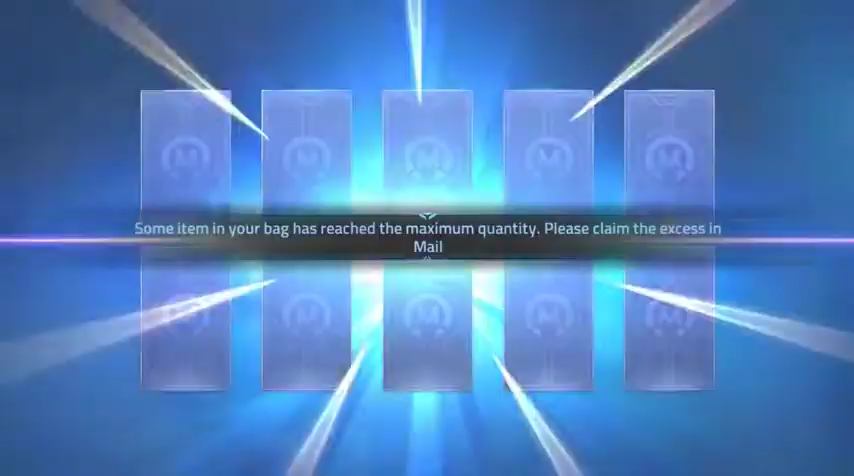 M M M M M
Some item in your bag has reached the maximum quantity. Please claim the excess in
Mail
M M M M M